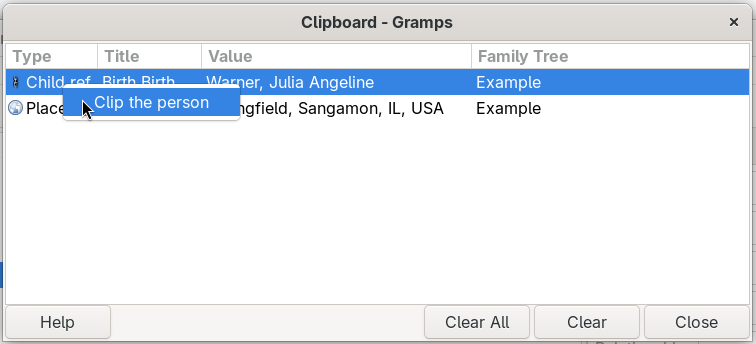 Clipboard - Gramps ×
Type Title Value Family Tree
Child ref Birth Birth Warner, Julia Angeline Example
Clip the person
Place ngfield, Sangamon, IL, USA Example
Help Clear All Clear Close